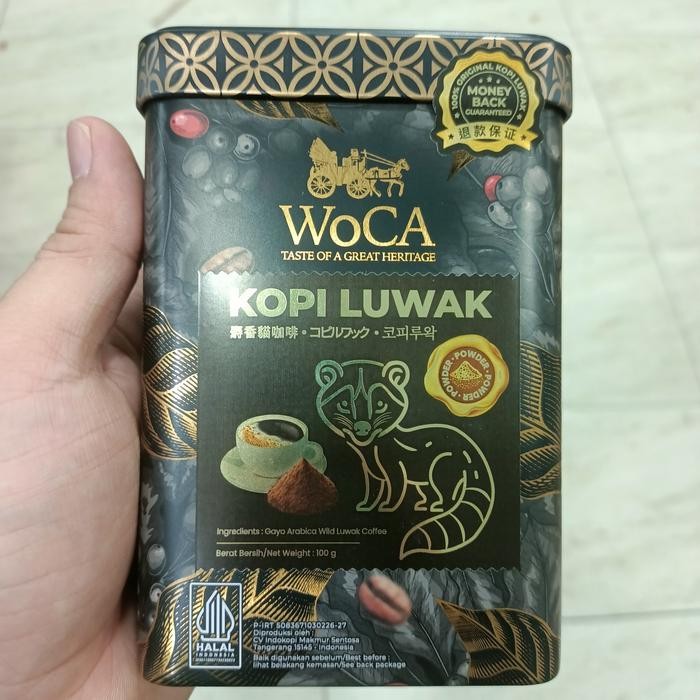 100% ORIGINAL KOPI LUWAK
MONEY
BACK
GUARANTEED
退款保证
WoCA
TASTE OF A GREAT HERITAGE
KOPI LUWAK
麝香貓咖啡 • コピルアック • 코피루왁
POWDER • POWDER • POWDER • POWDER
Ingredients : Gayo Arabica Wild Luwak Coffee
Berat Bersih/Net Weight : 100 g
HALAL
INDONESIA
P-IRT 5083671030226-27
Diproduksi oleh :
CV Indokopi Makmur Sentosa
Tangerang 15145 - Indonesia
Baik digunakan sebelum/Best before :
lihat belakang kemasan/See back package